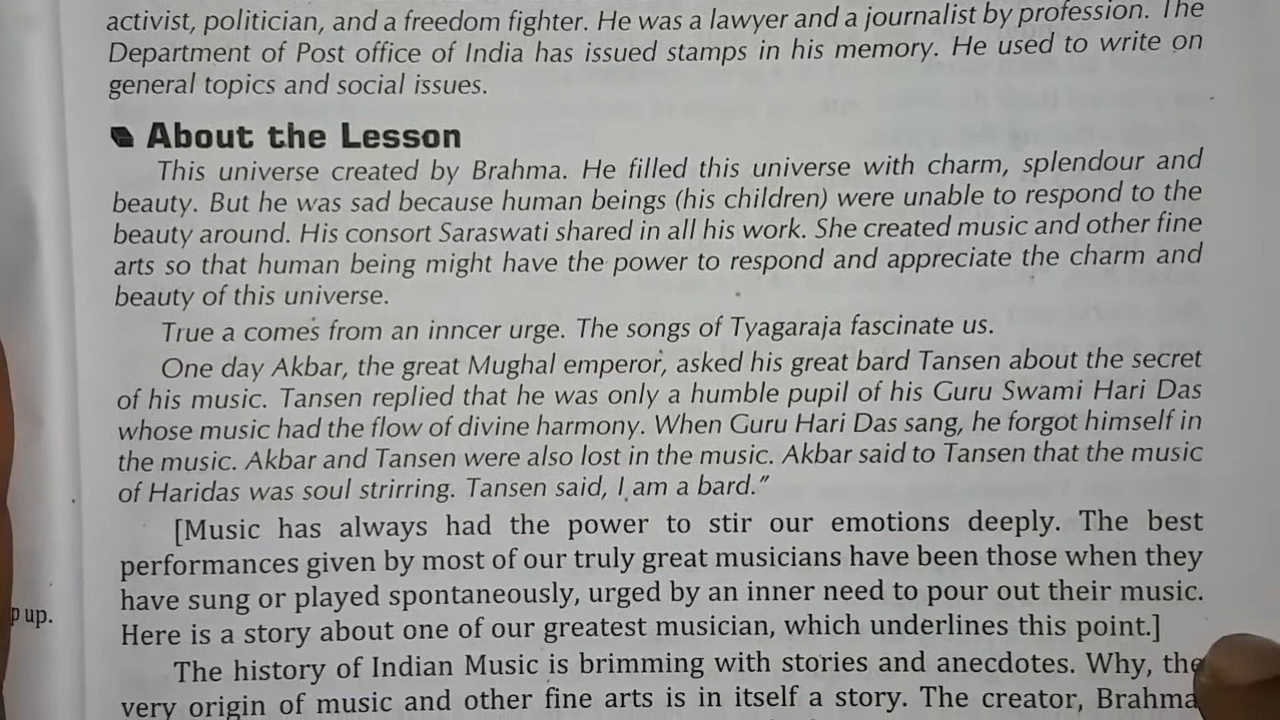 activist, politician, and a freedom fighter. He was a lawyer and a journalist by profession. The
Department of Post office of India has issued stamps in his memory. He used to write on
general topics and social issues.
About the Lesson
This universe created by Brahma. He filled this universe with charm, splendour and
beauty. But he was sad because human beings (his children) were unable to respond to the
beauty around. His consort Saraswati shared in all his work. She created music and other fine
arts so that human being might have the power to respond and appreciate the charm and
beauty of this universe.
True a comes from an inncer urge. The songs of Tyagaraja fascinate us.
One day Akbar, the great Mughal emperor, asked his great bard Tansen about the secret
of his music. Tansen replied that he was only a humble pupil of his Guru Swami Hari Das
whose music had the flow of divine harmony. When Guru Hari Das sang, he forgot himself in
the music. Akbar and Tansen were also lost in the music. Akbar said to Tansen that the music
of Haridas was soul strirring. Tansen said, I am a bard.”
[Music has always had the power to stir our emotions deeply. The best
performances given by most of our truly great musicians have been those when they
have sung or played spontaneously, urged by an inner need to pour out their music.
p up.
Here is a story about one of our greatest musician, which underlines this point.]
The history of Indian Music is brimming with stories and anecdotes. Why, the
very origin of music and other fine arts is in itself a story. The creator, Brahma